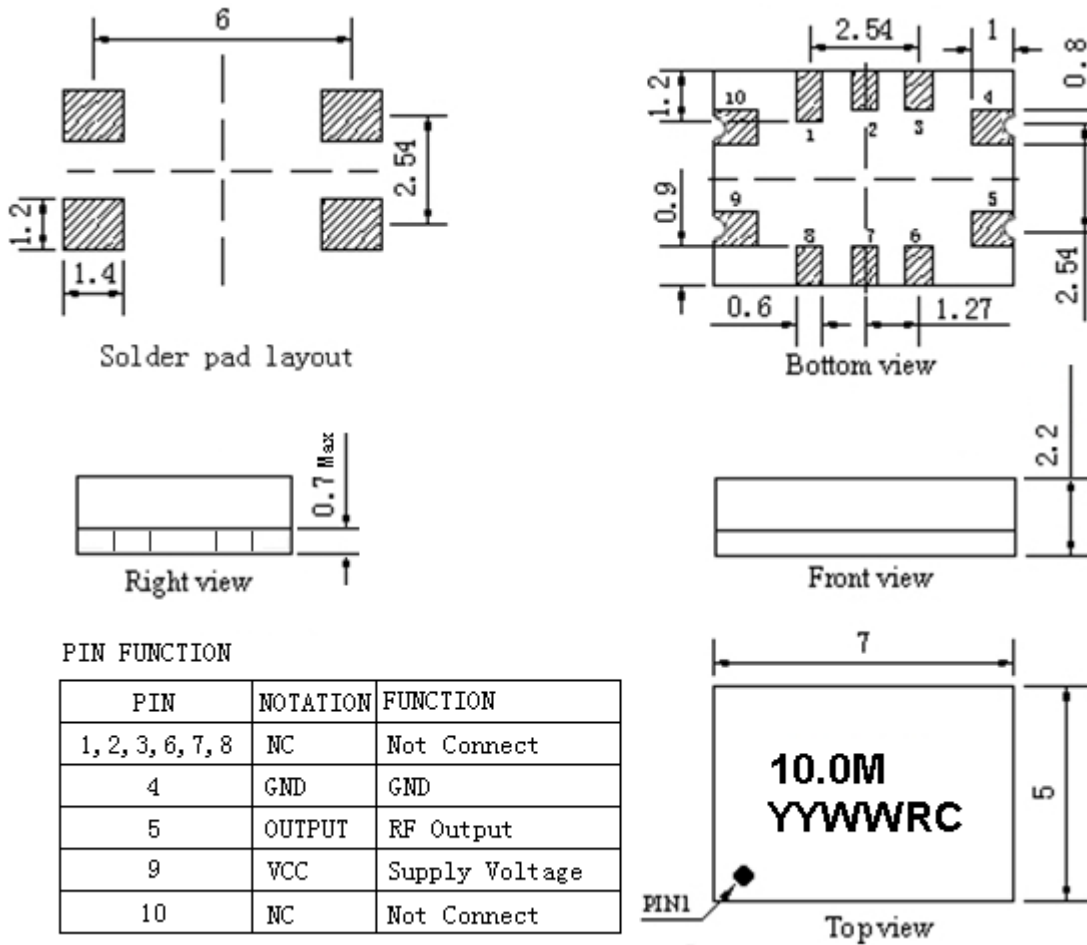 6
2.54
1.2
1.4
Solder pad layout
2.54
1
0.8
1.2
10
1
2
3
4
0.9
9
8
7
6
5
2.54
0.6
1.27
Bottom view
0.7 Max
Right view
2.2
Front view
PIN FUNCTION
PIN NOTATION FUNCTION
1,2,3,6,7,8 NC Not Connect
4 GND GND
5 OUTPUT RF Output
9 VCC Supply Voltage
10 NC Not Connect
7
10.0M
YYWWRC
5
PIN1
Top view